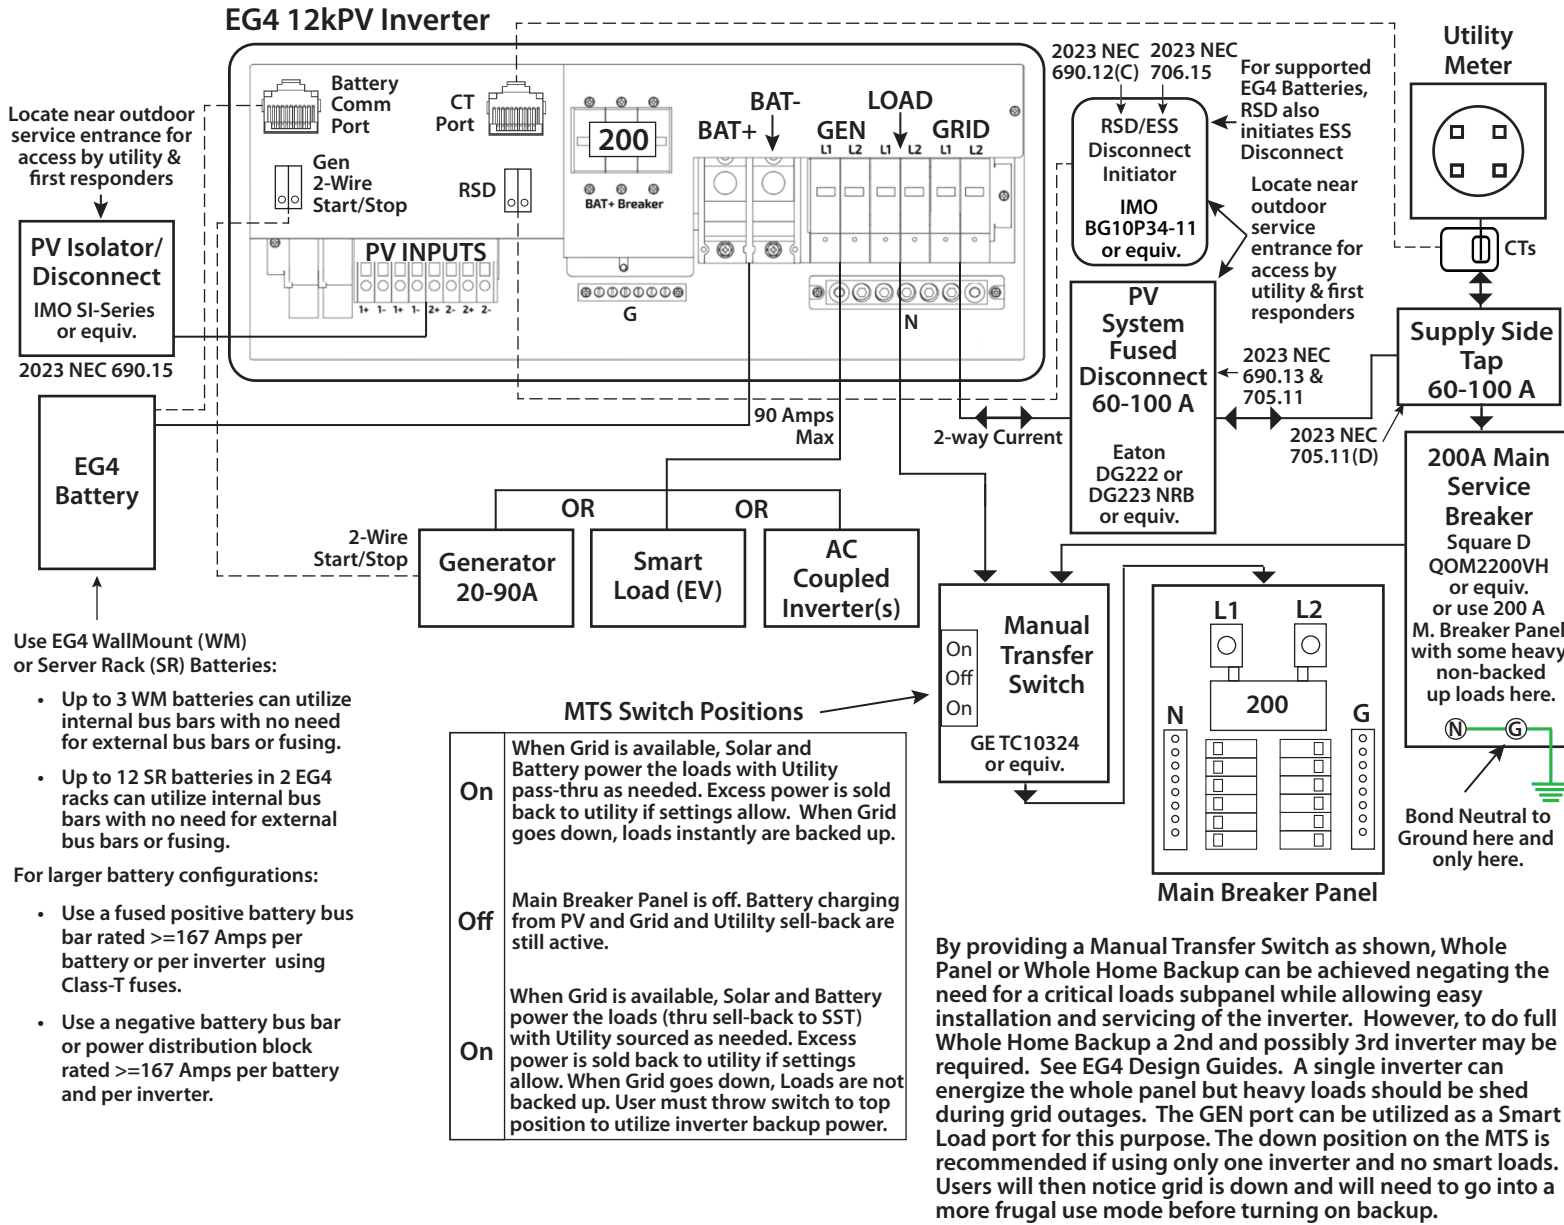 EG4 12kPV Inverter
Battery
Comm
Port
CT
Port
Gen
2-Wire
Start/Stop
RSD
200
BAT+ Breaker
BAT-
BAT+
LOAD
GEN
GRID
L1 L2 L1 L2 L1 L2
PV INPUTS
1+ 1- 1+ 1- 2+ 2- 2+ 2-
G
N
Locate near outdoor
service entrance for
access by utility &
first responders
PV Isolator/
Disconnect
IMO SI-Series
or equiv.
2023 NEC 690.15
EG4
Battery
2023 NEC
690.12(C)
2023 NEC
706.15
RSD/ESS
Disconnect
Initiator
IMO
BG10P34-11
or equiv.
For supported
EG4 Batteries,
RSD also
initiates ESS
Disconnect
Locate near
outdoor
service
entrance for
access by
utility & first
responders
Utility
Meter
CTs
PV
System
Fused
Disconnect
60-100 A
Eaton
DG222 or
DG223 NRB
or equiv.
2023 NEC
690.13 &
705.11
Supply Side
Tap
60-100 A
2023 NEC
705.11(D)
90 Amps
Max
2-way Current
200A Main
Service
Breaker
Square D
QOM2200VH
or equiv.
or use 200 A
M. Breaker Panel
with some heavy
non-backed
up loads here.
N G
Bond Neutral to
Ground here and
only here.
2-Wire
Start/Stop
OR
OR
Generator
20-90A
Smart
Load (EV)
AC
Coupled
Inverter(s)
Manual
Transfer
Switch
On
Off
On
GE TC10324
or equiv.
L1 L2
200
N
G
Main Breaker Panel
Use EG4 WallMount (WM)
or Server Rack (SR) Batteries:
• Up to 3 WM batteries can utilize
internal bus bars with no need
for external bus bars or fusing.
• Up to 12 SR batteries in 2 EG4
racks can utilize internal bus
bars with no need for external
bus bars or fusing.
For larger battery configurations:
• Use a fused positive battery bus
bar rated >=167 Amps per
battery or per inverter using
Class-T fuses.
• Use a negative battery bus bar
or power distribution block
rated >=167 Amps per battery
and per inverter.
MTS Switch Positions
On
When Grid is available, Solar and
Battery power the loads with Utility
pass-thru as needed. Excess power is sold
back to utility if settings allow. When Grid
goes down, loads instantly are backed up.
Off
Main Breaker Panel is off. Battery charging
from PV and Grid and Utililty sell-back are
still active.
On
When Grid is available, Solar and Battery
power the loads (thru sell-back to SST)
with Utility sourced as needed. Excess
power is sold back to utility if settings
allow. When Grid goes down, Loads are not
backed up. User must throw switch to top
position to utilize inverter backup power.
By providing a Manual Transfer Switch as shown, Whole
Panel or Whole Home Backup can be achieved negating the
need for a critical loads subpanel while allowing easy
installation and servicing of the inverter. However, to do full
Whole Home Backup a 2nd and possibly 3rd inverter may be
required. See EG4 Design Guides. A single inverter can
energize the whole panel but heavy loads should be shed
during grid outages. The GEN port can be utilized as a Smart
Load port for this purpose. The down position on the MTS is
recommended if using only one inverter and no smart loads.
Users will then notice grid is down and will need to go into a
more frugal use mode before turning on backup.